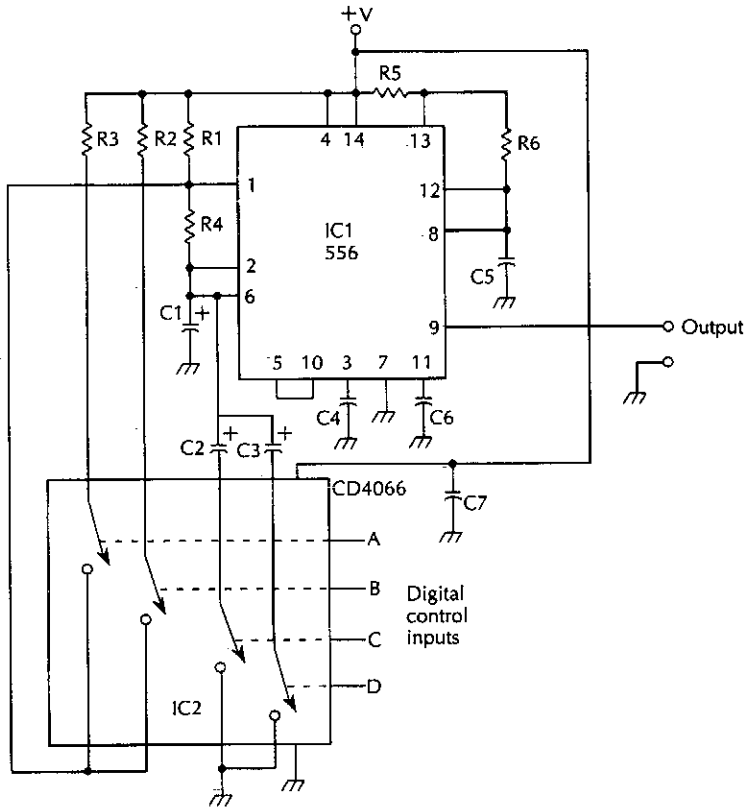 +V
R5
R3
R2
R1
R6
4
14
13
1
12
R4
IC1
556
8
2
C5
C1
+
6
9
Output
5
10
3
7
11
C4
C6
C2
+
C3
+
CD4066
C7
A
B
Digital
control
inputs
C
D
IC2